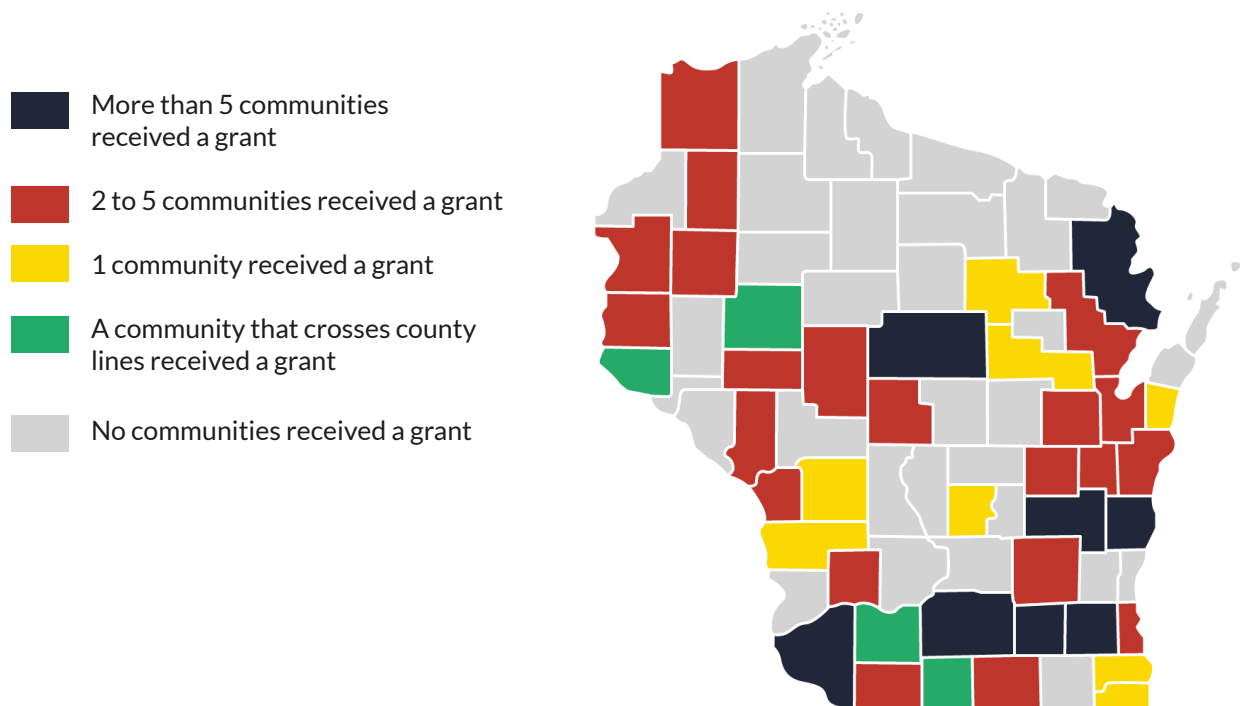 More than 5 communities
received a grant
2 to 5 communities received a grant
1 community received a grant
A community that crosses county
lines received a grant
No communities received a grant